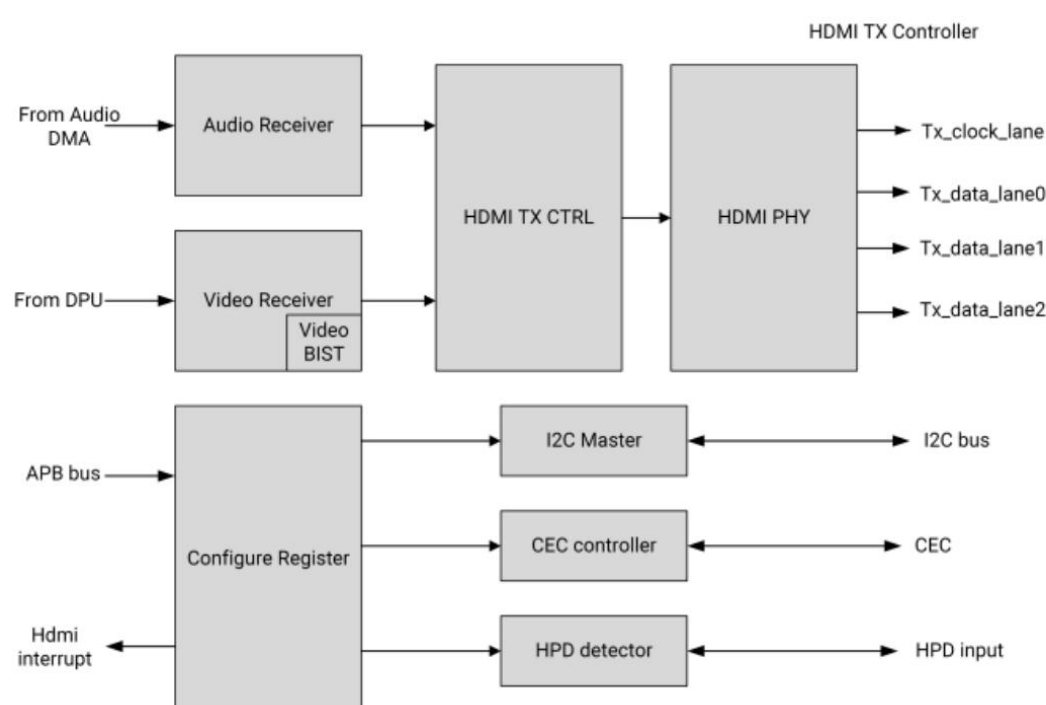 HDMI TX Controller
From Audio
DMA
Audio Receiver
HDMI TX CTRL
HDMI PHY
Tx_clock_lane
Tx_data_lane0
Tx_data_lane1
Tx_data_lane2
From DPU
Video Receiver
Video
BIST
APB bus
Configure Register
Hdmi
interrupt
I2C Master
I2C bus
CEC controller
CEC
HPD detector
HPD input